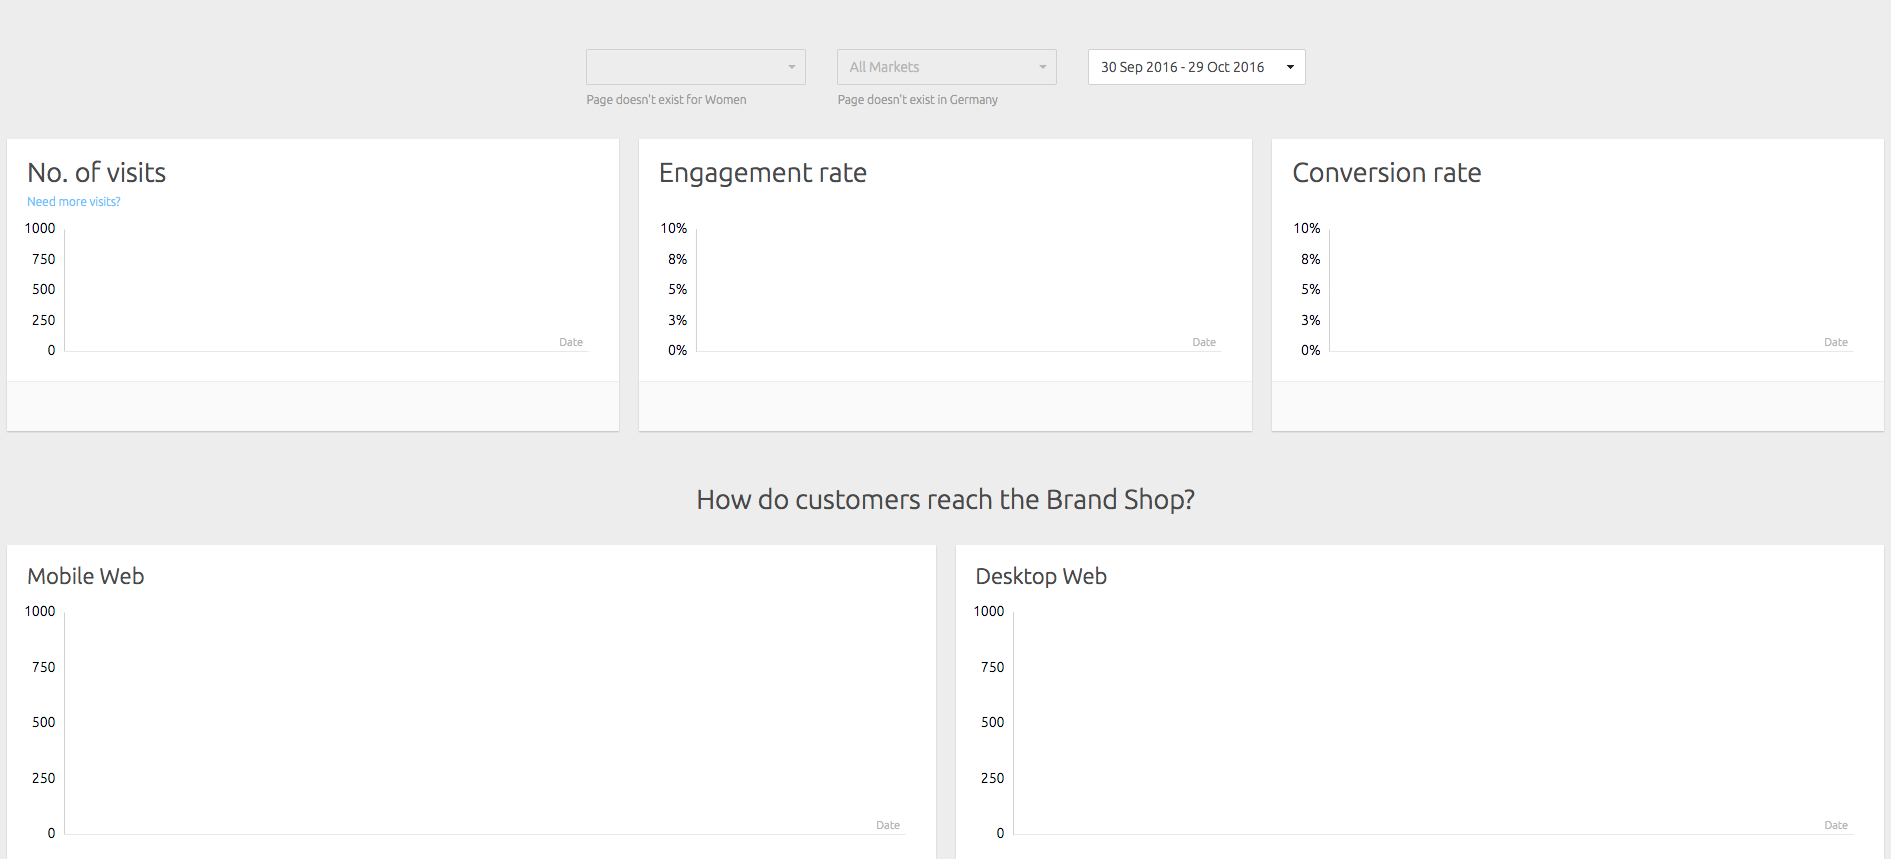 All Markets
30 Sep 2016 - 29 Oct 2016
Page doesn't exist for Women
Page doesn't exist in Germany
No. of visits
Need more visits?
1000
750
500
250
0
Date
Engagement rate
10%
8%
5%
3%
0%
Date
Conversion rate
10%
8%
5%
3%
0%
Date
How do customers reach the Brand Shop?
Mobile Web
1000
750
500
250
0
Date
Desktop Web
1000
750
500
250
0
Date